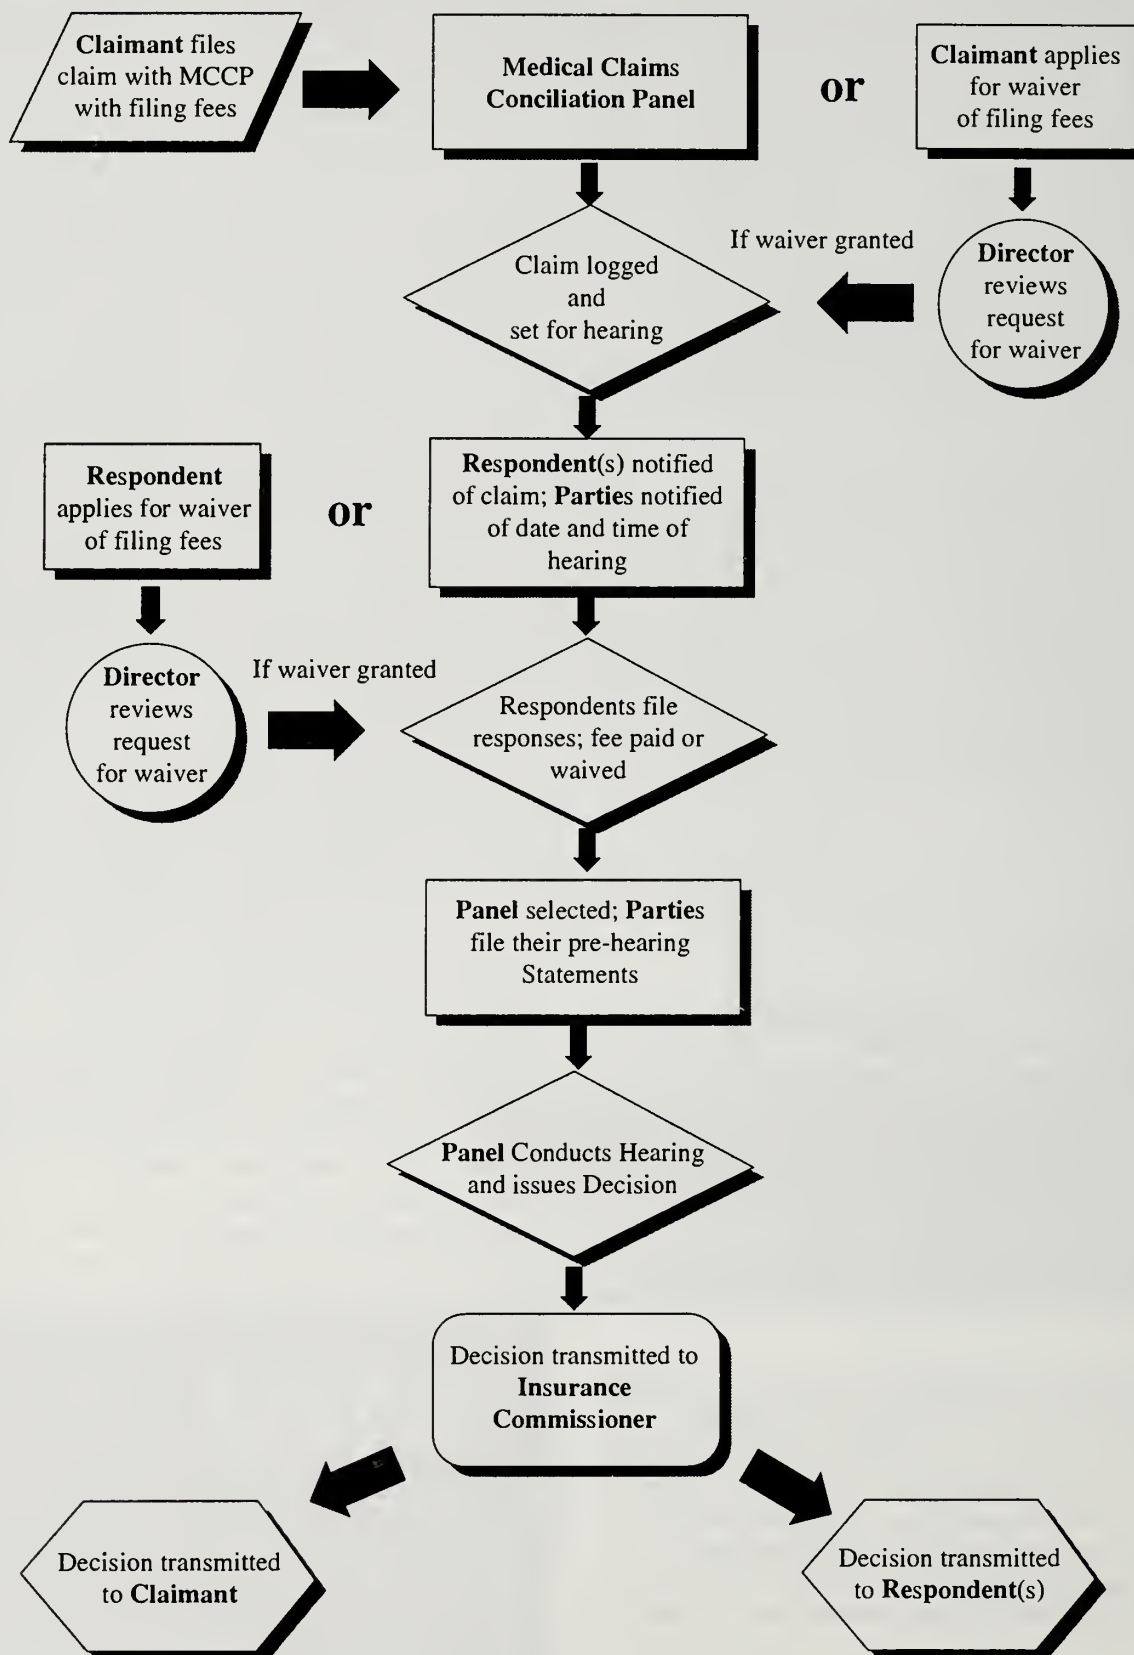 Claimant files
claim with MCCP
with filing fees
Medical Claims
Conciliation Panel
or
Claimant applies
for waiver
of filing fees
If waiver granted
Director
reviews
request
for waiver
Claim logged
and
set for hearing
Respondent
applies for waiver
of filing fees
or
Respondent(s) notified
of claim; Parties notified
of date and time of
hearing
Director
reviews
request
for waiver
If waiver granted
Respondents file
responses; fee paid or
waived
Panel selected; Parties
file their pre-hearing
Statements
Panel Conducts Hearing
and issues Decision
Decision transmitted to
Insurance
Commissioner
Decision transmitted
to Claimant
Decision transmitted
to Respondent(s)